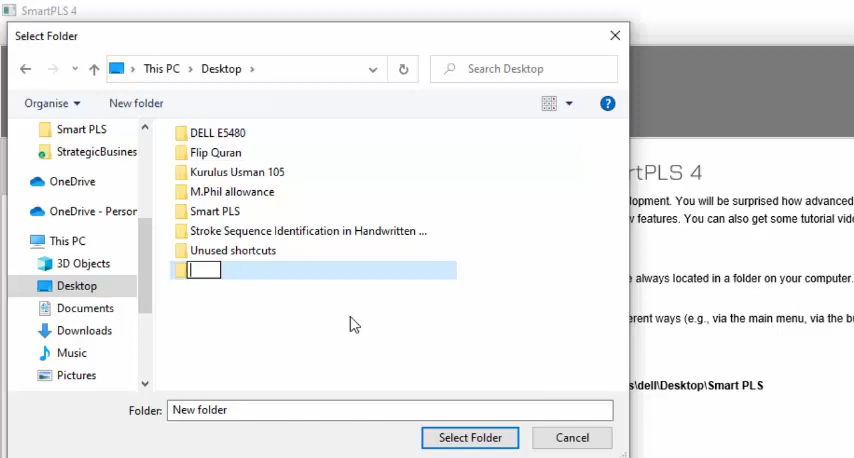 SmartPLS 4
Select Folder
This PC
Desktop
Search Desktop
Organise
New folder
Smart PLS
StrategicBusines
OneDrive
OneDrive - Person
This PC
3D Objects
Desktop
Documents
Downloads
Music
Pictures
DELL E5480
Flip Quran
Kurulus Usman 105
M.Phil allowance
Smart PLS
Stroke Sequence Identification in Handwritten ...
Unused shortcuts
Folder:
New folder
Select Folder
Cancel
rtPLS 4
lopment. You will be surprised how advanced
w features. You can also get some tutorial vide
e always located in a folder on your computer.
erent ways (e.g., via the main menu, via the bu
s\dell\Desktop\Smart PLS